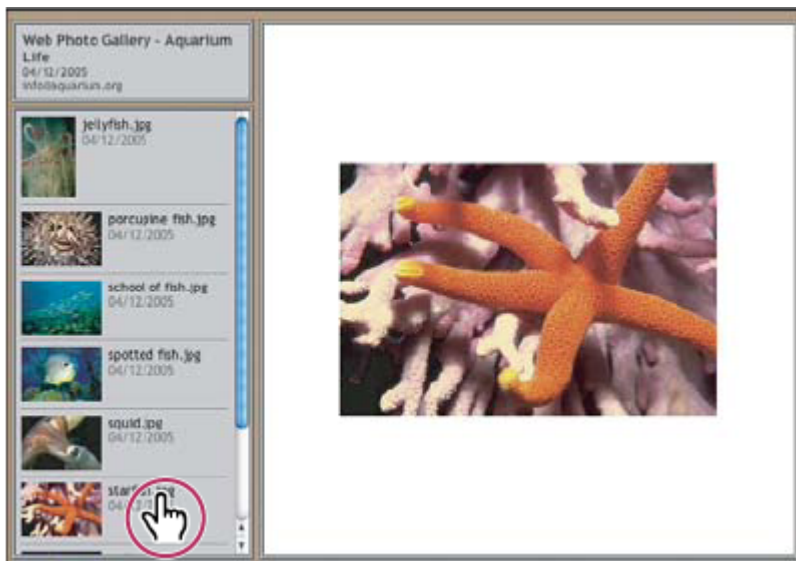 Web Photo Gallery - Aquarium
Life
04/12/2005
info@aquariun.org
jellyfish.jpg
04/12/2005
porcupine fish.jpg
04/12/2005
school of fish.jpg
04/12/2005
spotted fish.jpg
04/12/2005
squid.jpg
04/12/2005